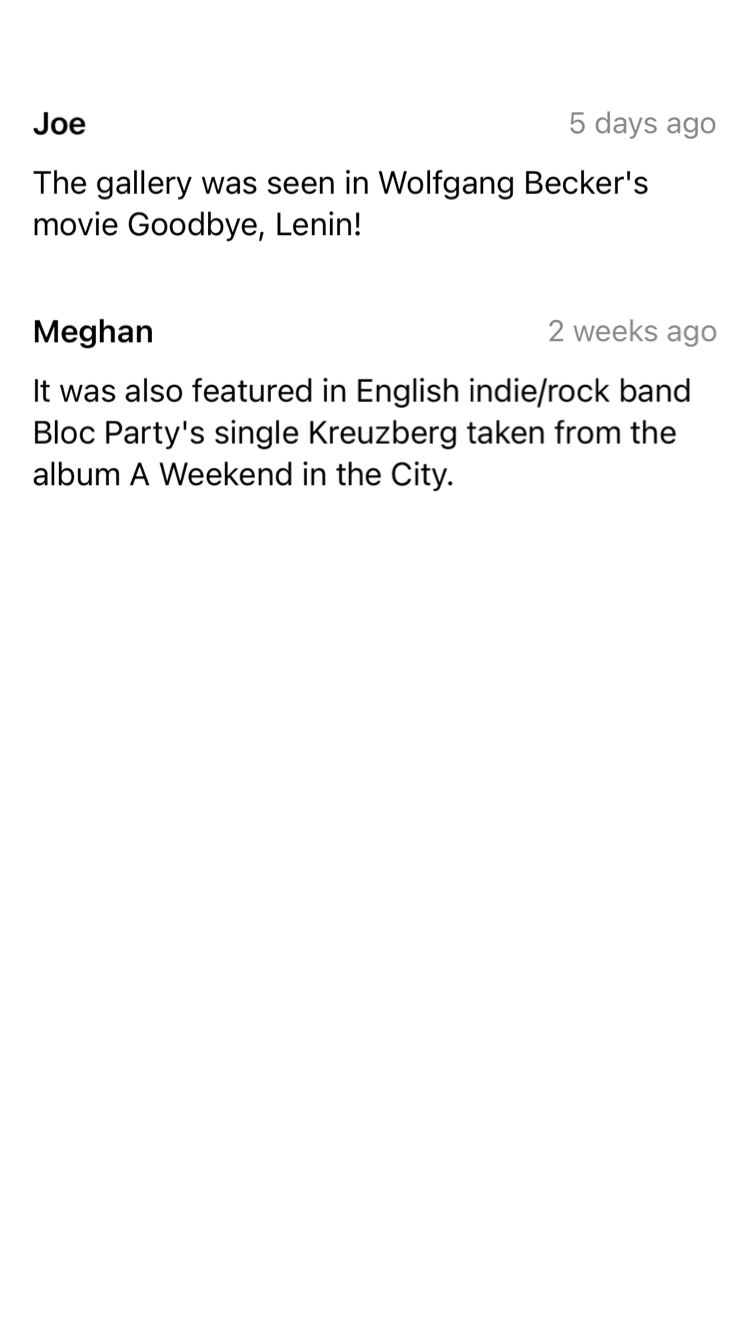 Joe 5 days ago
The gallery was seen in Wolfgang Becker's
movie Goodbye, Lenin!
Meghan 2 weeks ago
It was also featured in English indie/rock band
Bloc Party's single Kreuzberg taken from the
album A Weekend in the City.